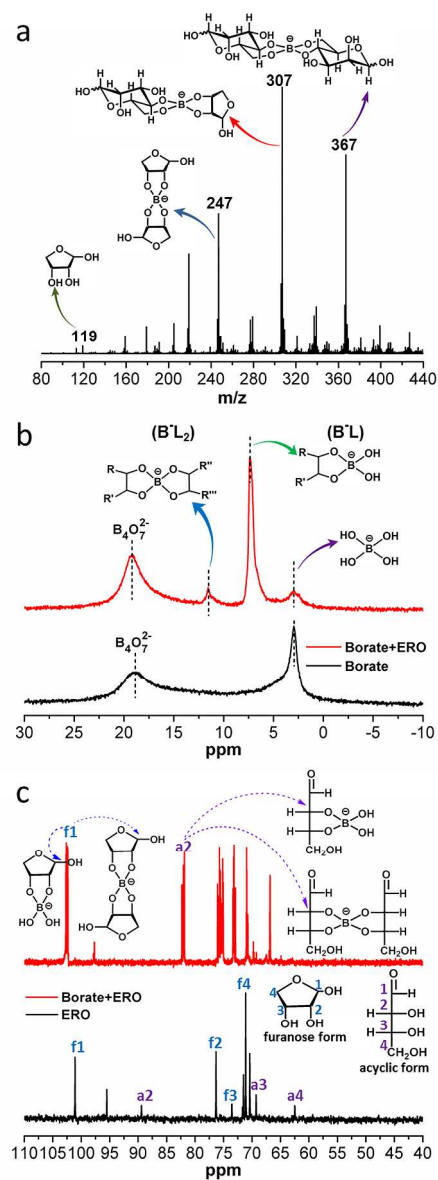 a
307
367
247
119
80 120 160 200 240 280 320 360 400 440
m/z
b
(B⁻L₂)
(B⁻L)
B₄O₇²⁻
B₄O₇²⁻
Borate+ERO
Borate
30 25 20 15 10 5 0 -5 -10
ppm
c
f1
a2
Borate+ERO
ERO
f1
a2
f2
f3
f4
a3
a4
furanose form
acyclic form
110 105 100 95 90 85 80 75 70 65 60 55 50 45 40
ppm